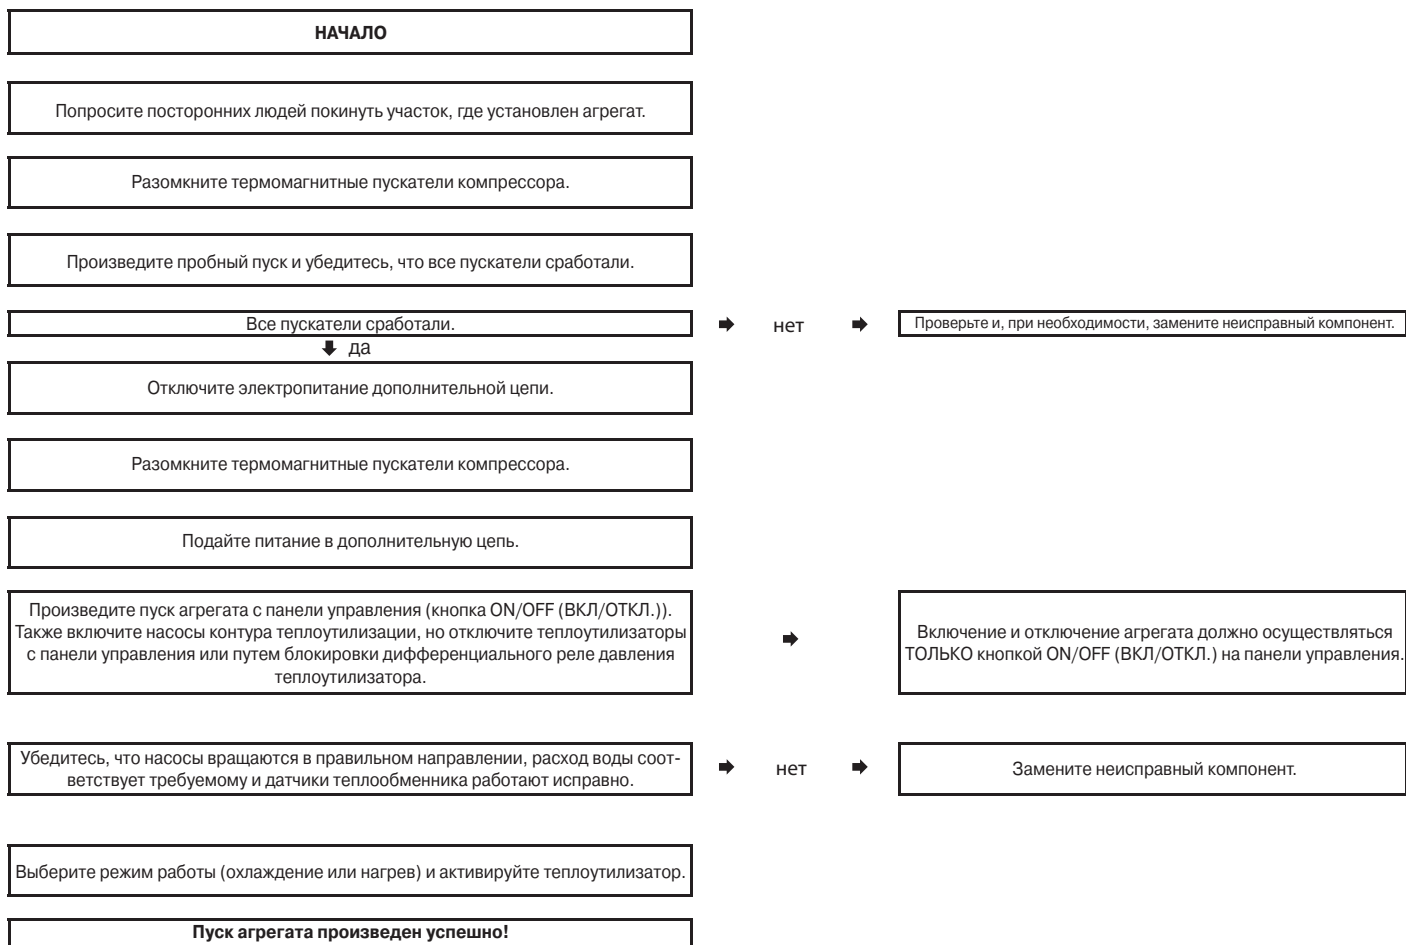 НАЧАЛО
Попросите посторонних людей покинуть участок, где установлен агрегат.
Разомкните термомагнитные пускатели компрессора.
Произведите пробный пуск и убедитесь, что все пускатели сработали.
Все пускатели сработали.
нет
Проверьте и, при необходимости, замените неисправный компонент.
да
Отключите электропитание дополнительной цепи.
Разомкните термомагнитные пускатели компрессора.
Подайте питание в дополнительную цепь.
Произведите пуск агрегата с панели управления (кнопка ON/OFF (ВКЛ/ОТКЛ.)).
Также включите насосы контура теплоутилизации, но отключите теплоутилизаторы
с панели управления или путем блокировки дифференциального реле давления
теплоутилизатора.
Включение и отключение агрегата должно осуществляться
ТОЛЬКО кнопкой ON/OFF (ВКЛ/ОТКЛ.) на панели управления.
Убедитесь, что насосы вращаются в правильном направлении, расход воды соот-
ветствует требуемому и датчики теплообменника работают исправно.
нет
Замените неисправный компонент.
Выберите режим работы (охлаждение или нагрев) и активируйте теплоутилизатор.
Пуск агрегата произведен успешно!